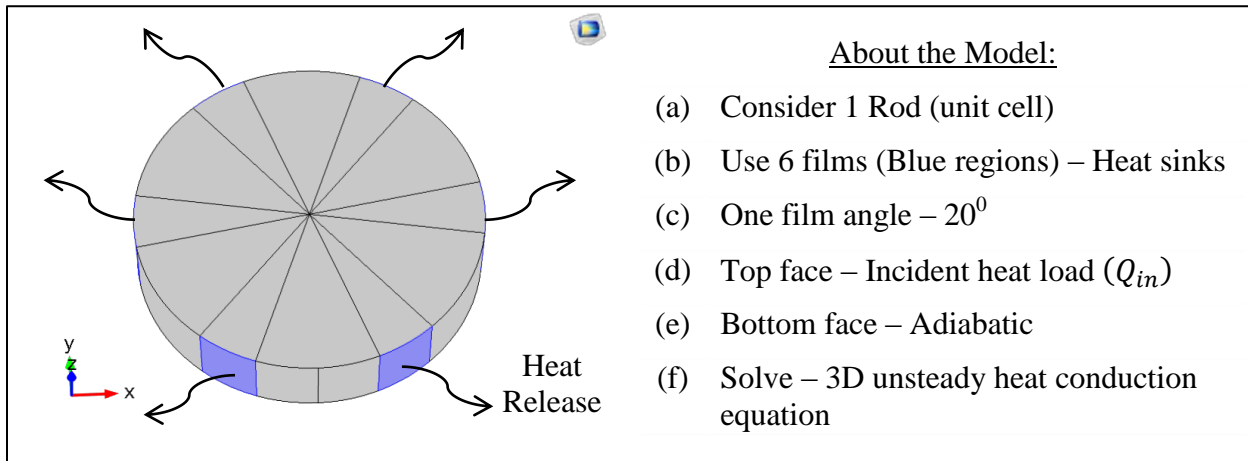 About the Model:
(a) Consider 1 Rod (unit cell)
(b) Use 6 films (Blue regions) – Heat sinks
(c) One film angle – 20⁰
(d) Top face – Incident heat load (𝑄𝑖𝑛)
(e) Bottom face – Adiabatic
(f) Solve – 3D unsteady heat conduction
equation
Heat
Release
y
z
x